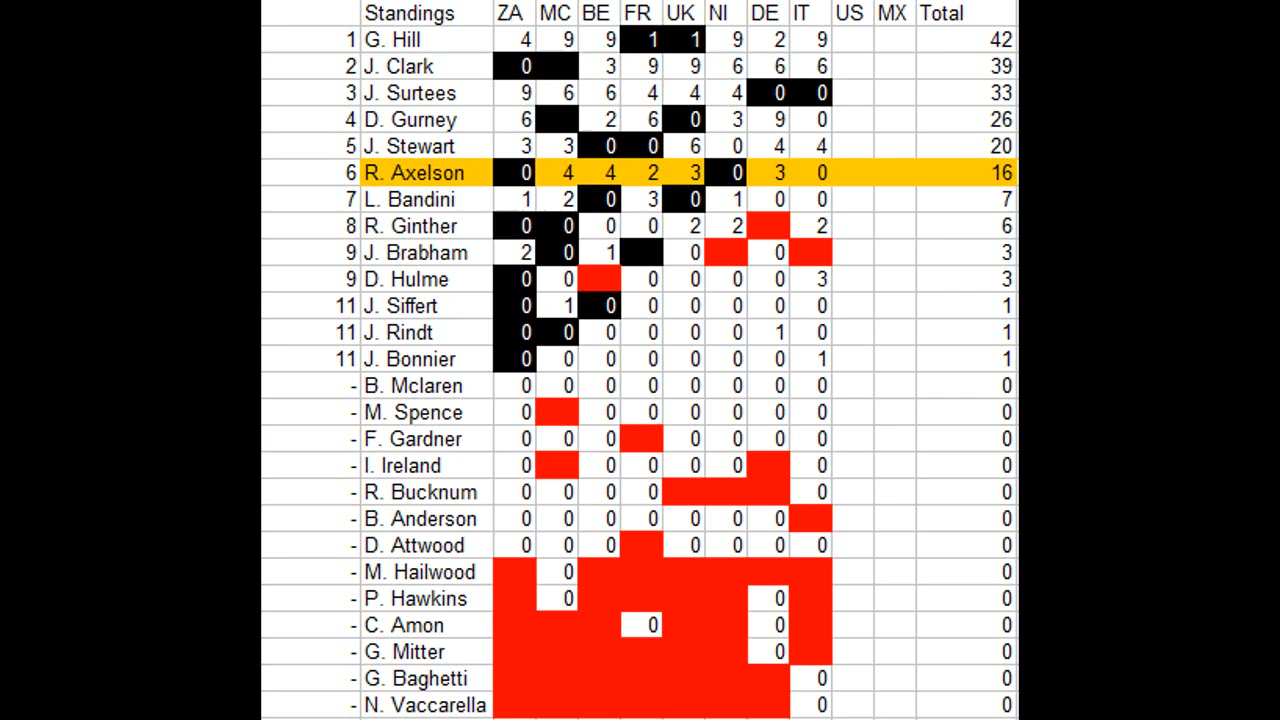 Standings ZA MC BE FR UK NI DE IT US MX Total
1 G. Hill 4 9 9 1 1 9 2 9 42
2 J. Clark 0 3 9 9 6 6 6 39
3 J. Surtees 9 6 6 4 4 4 0 0 33
4 D. Gurney 6 2 6 0 3 9 0 26
5 J. Stewart 3 3 0 0 6 0 4 4 20
6 R. Axelson 0 4 4 2 3 0 3 0 16
7 L. Bandini 1 2 0 3 0 1 0 0 7
8 R. Ginther 0 0 0 0 2 2 2 6
9 J. Brabham 2 0 1 0 0 3
9 D. Hulme 0 0 0 0 0 0 3 3
11 J. Siffert 0 1 0 0 0 0 0 0 1
11 J. Rindt 0 0 0 0 0 0 1 0 1
11 J. Bonnier 0 0 0 0 0 0 0 1 1
- B. Mclaren 0 0 0 0 0 0 0 0 0
- M. Spence 0 0 0 0 0 0 0 0
- F. Gardner 0 0 0 0 0 0 0 0
- I. Ireland 0 0 0 0 0 0 0
- R. Bucknum 0 0 0 0 0 0
- B. Anderson 0 0 0 0 0 0 0 0
- D. Attwood 0 0 0 0 0 0 0 0
- M. Hailwood 0 0
- P. Hawkins 0 0 0
- C. Amon 0 0 0
- G. Mitter 0 0
- G. Baghetti 0 0
- N. Vaccarella 0 0